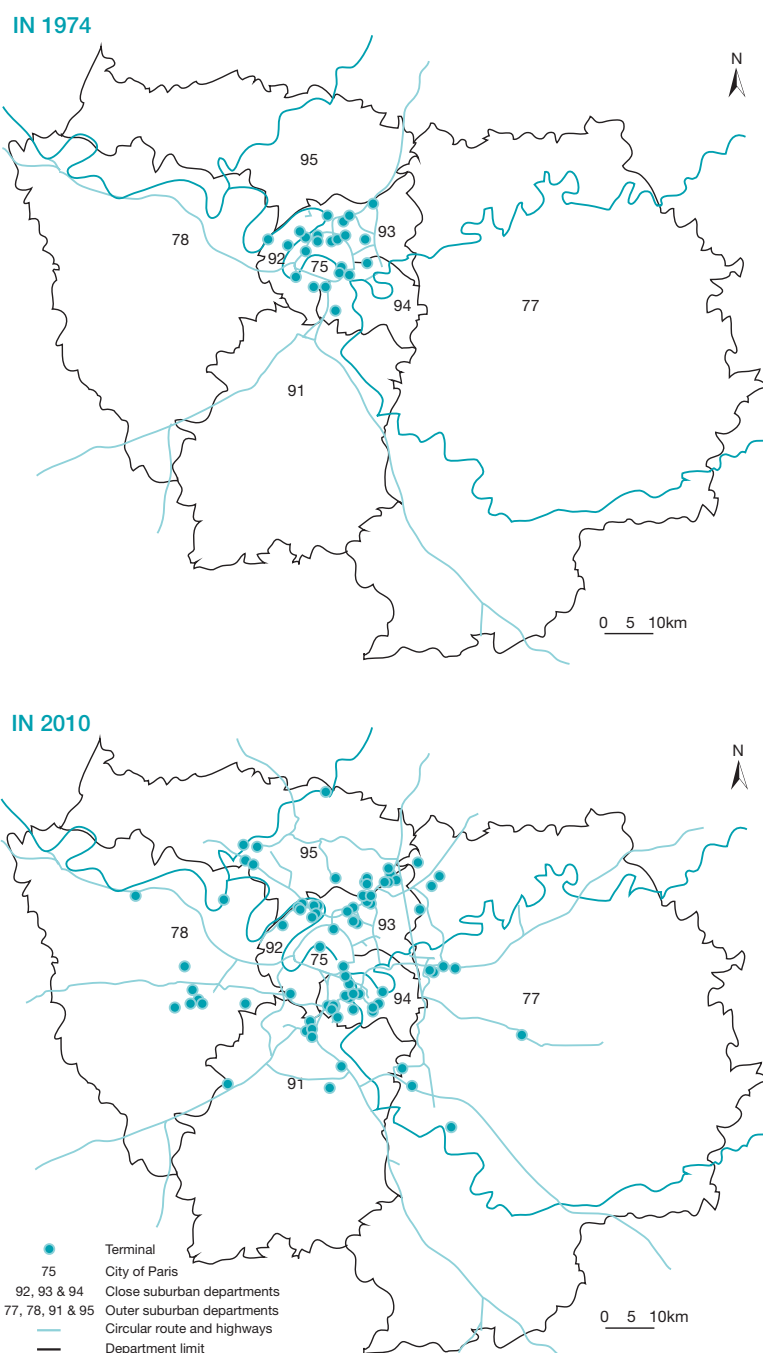 IN 1974
N
95
78
93
92
75
94
77
91
0 5 10km
IN 2010
N
95
78
93
92
75
94
77
91
Terminal
75 City of Paris
92, 93 & 94 Close suburban departments
77, 78, 91 & 95 Outer suburban departments
Circular route and highways
0 5 10km
Department limit